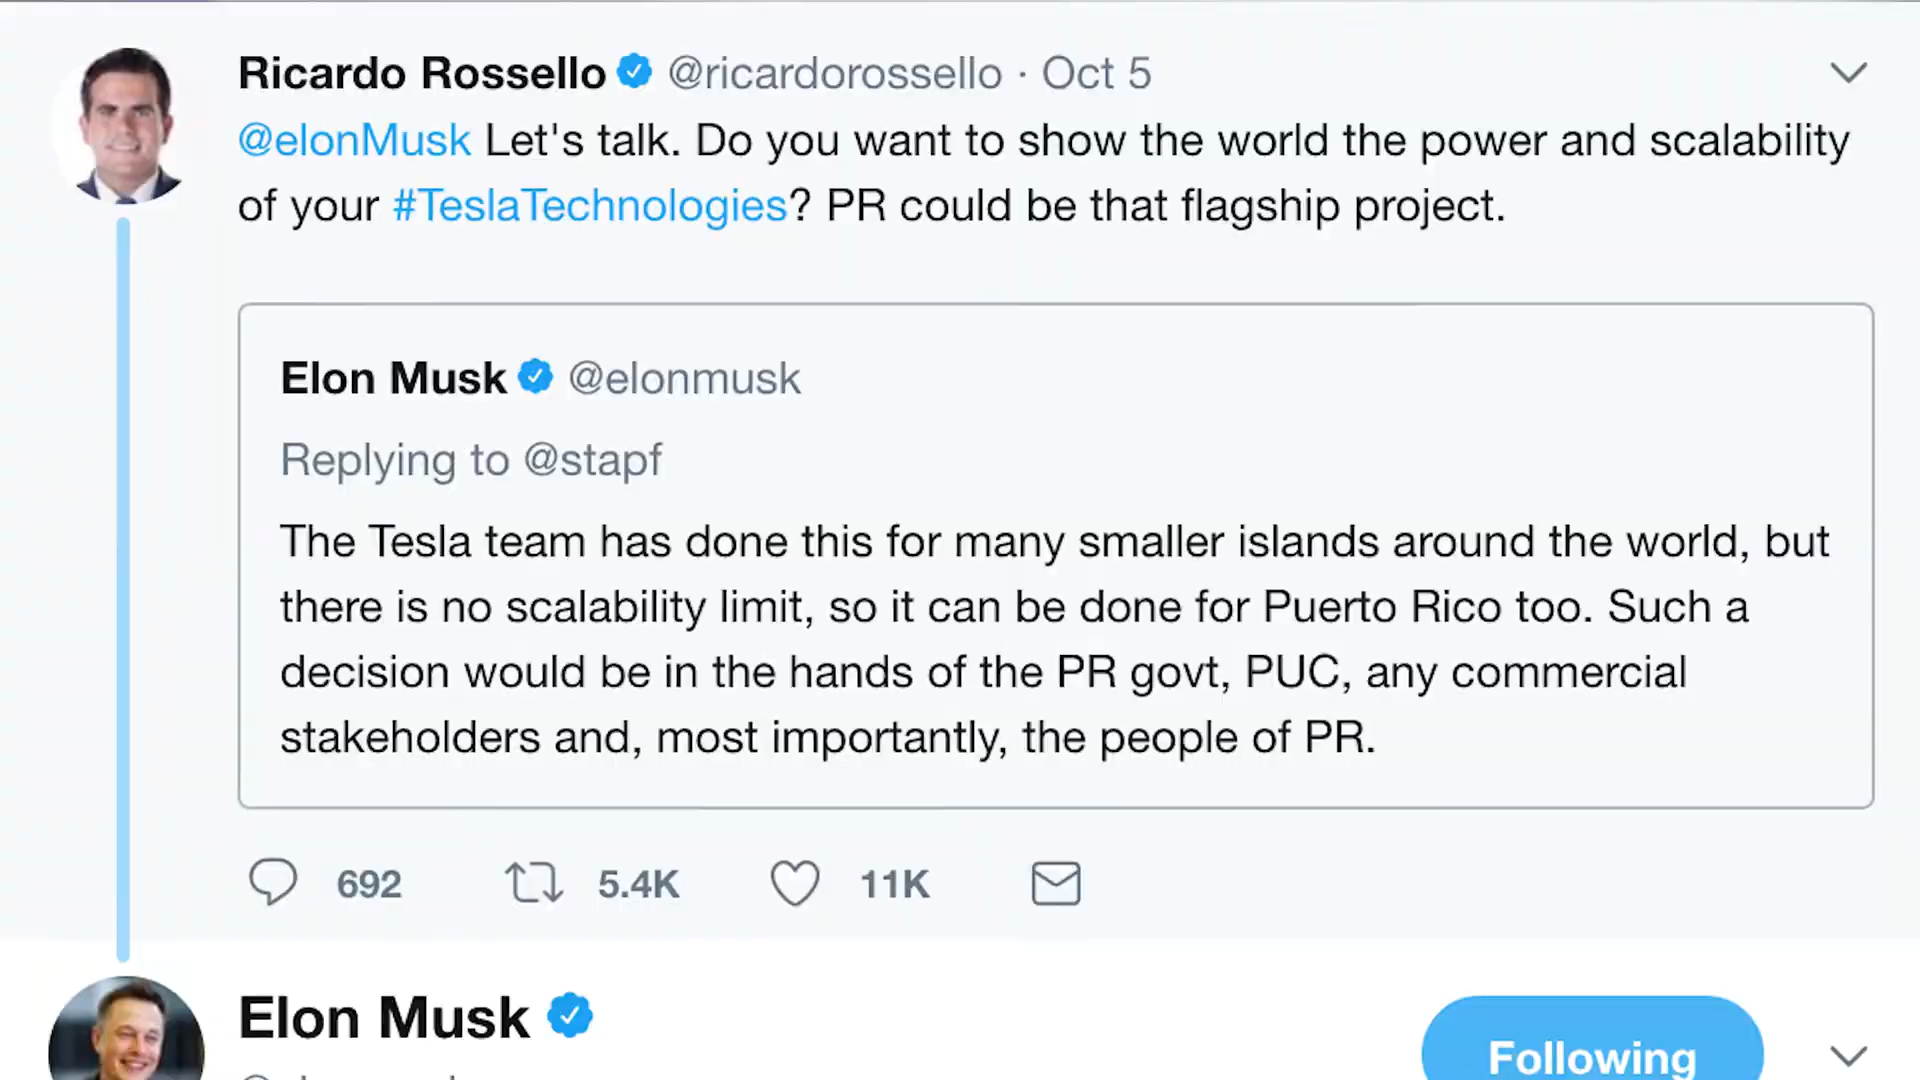 Ricardo Rossello @ricardorossello · Oct 5
@elonMusk Let's talk. Do you want to show the world the power and scalability
of your #TeslaTechnologies? PR could be that flagship project.
Elon Musk @elonmusk
Replying to @stapf
The Tesla team has done this for many smaller islands around the world, but
there is no scalability limit, so it can be done for Puerto Rico too. Such a
decision would be in the hands of the PR govt, PUC, any commercial
stakeholders and, most importantly, the people of PR.
692 5.4K 11K
Elon Musk
Following